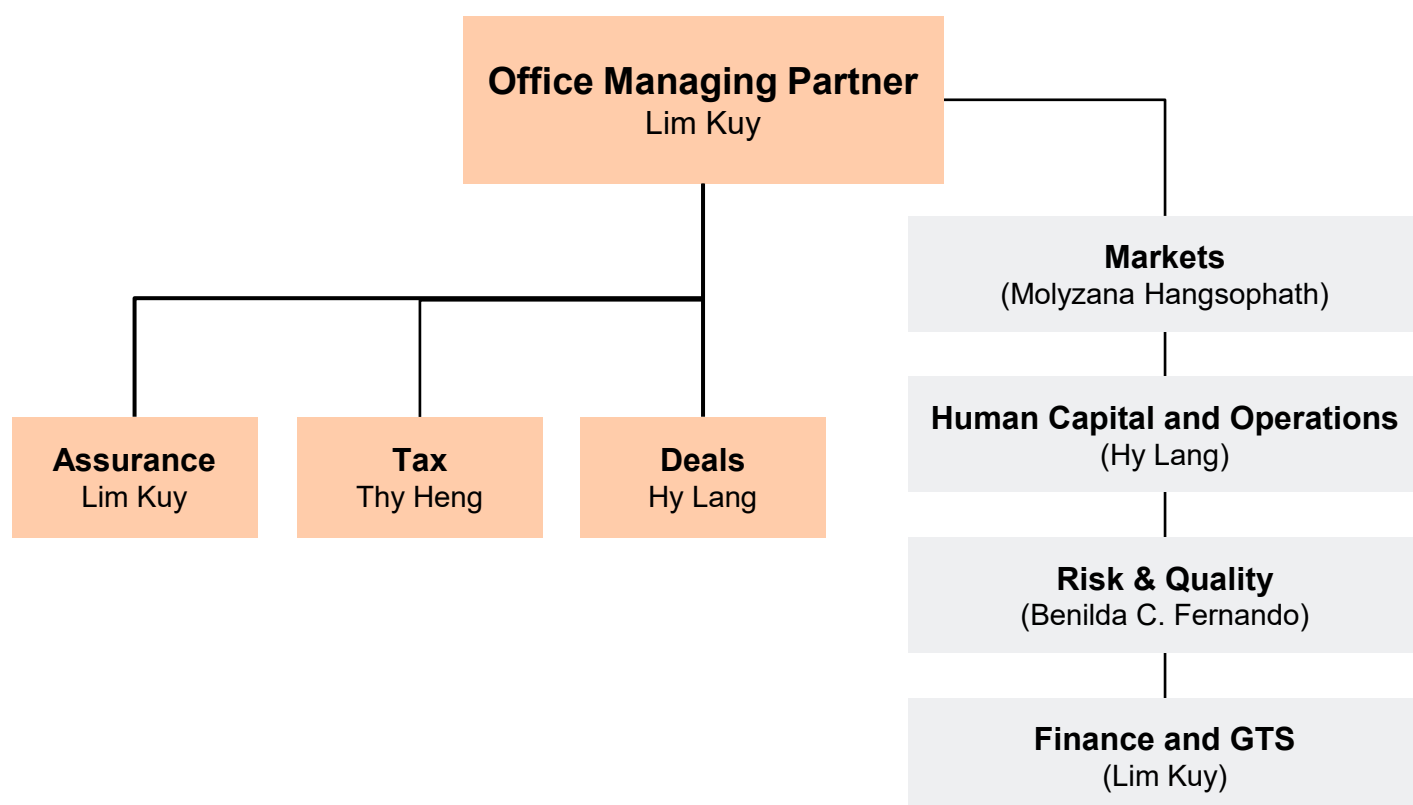 Office Managing Partner
Lim Kuy
Markets
(Molyzana Hangsophath)
Human Capital and Operations
(Hy Lang)
Assurance
Lim Kuy
Tax
Thy Heng
Deals
Hy Lang
Risk & Quality
(Benilda C. Fernando)
Finance and GTS
(Lim Kuy)